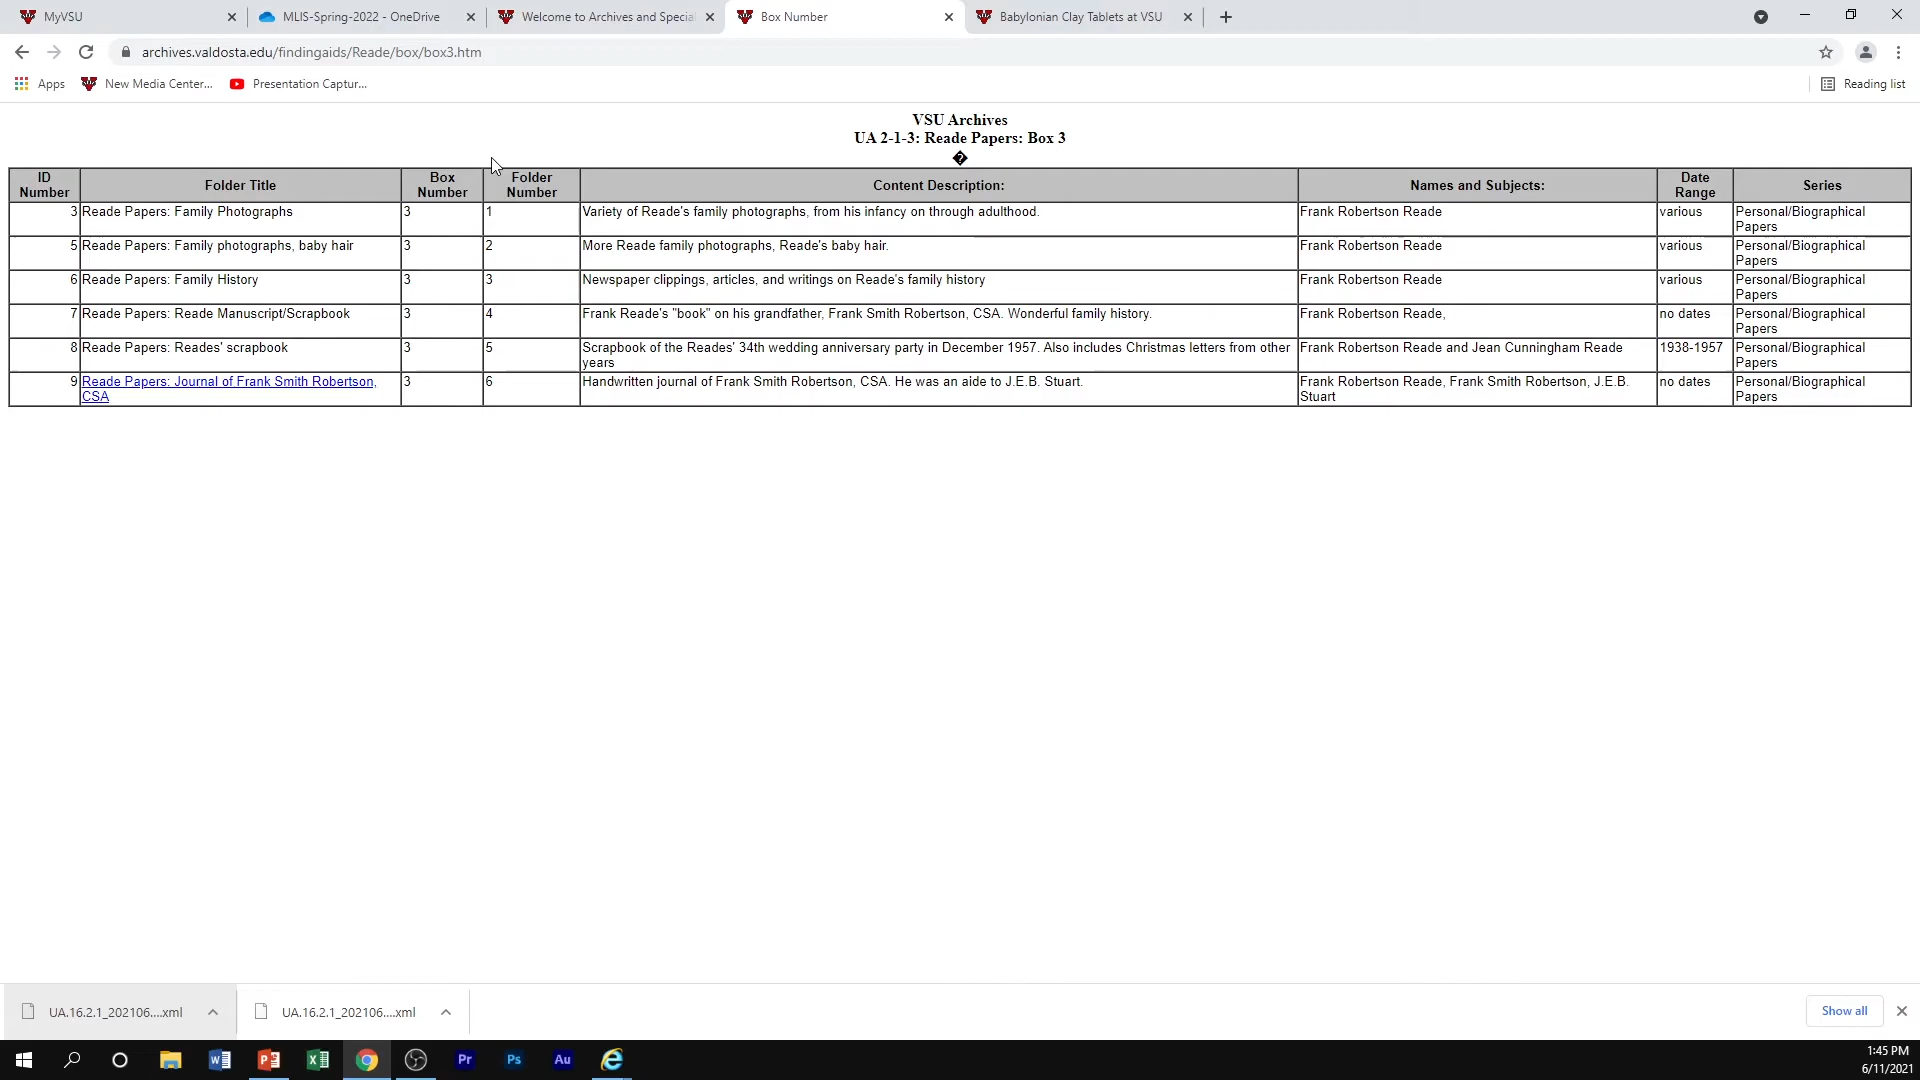 MyVSU
MLIS-Spring-2022 - OneDrive
Welcome to Archives and Special
Box Number
Babylonian Clay Tablets at VSU
archives.valdosta.edu/findingaids/Reade/box/box3.htm
Apps
New Media Center...
Presentation Captur...
Reading list
VSU Archives
UA 2-1-3: Reade Papers: Box 3
�
ID Number Folder Title Box Number Folder Number Content Description: Names and Subjects: Date Range Series
3 Reade Papers: Family Photographs 3 1 Variety of Reade's family photographs, from his infancy on through adulthood. Frank Robertson Reade various Personal/Biographical Papers
5 Reade Papers: Family photographs, baby hair 3 2 More Reade family photographs, Reade's baby hair. Frank Robertson Reade various Personal/Biographical Papers
6 Reade Papers: Family History 3 3 Newspaper clippings, articles, and writings on Reade's family history Frank Robertson Reade various Personal/Biographical Papers
7 Reade Papers: Reade Manuscript/Scrapbook 3 4 Frank Reade's "book" on his grandfather, Frank Smith Robertson, CSA. Wonderful family history. Frank Robertson Reade, no dates Personal/Biographical Papers
8 Reade Papers: Reades' scrapbook 3 5 Scrapbook of the Reades' 34th wedding anniversary party in December 1957. Also includes Christmas letters from other years Frank Robertson Reade and Jean Cunningham Reade 1938-1957 Personal/Biographical Papers
9 Reade Papers: Journal of Frank Smith Robertson, CSA 3 6 Handwritten journal of Frank Smith Robertson, CSA. He was an aide to J.E.B. Stuart. Frank Robertson Reade, Frank Smith Robertson, J.E.B. Stuart no dates Personal/Biographical Papers
UA.16.2.1_202106....xml
UA.16.2.1_202106....xml
Show all
Pr
Ps
Au
1:45 PM
6/11/2021